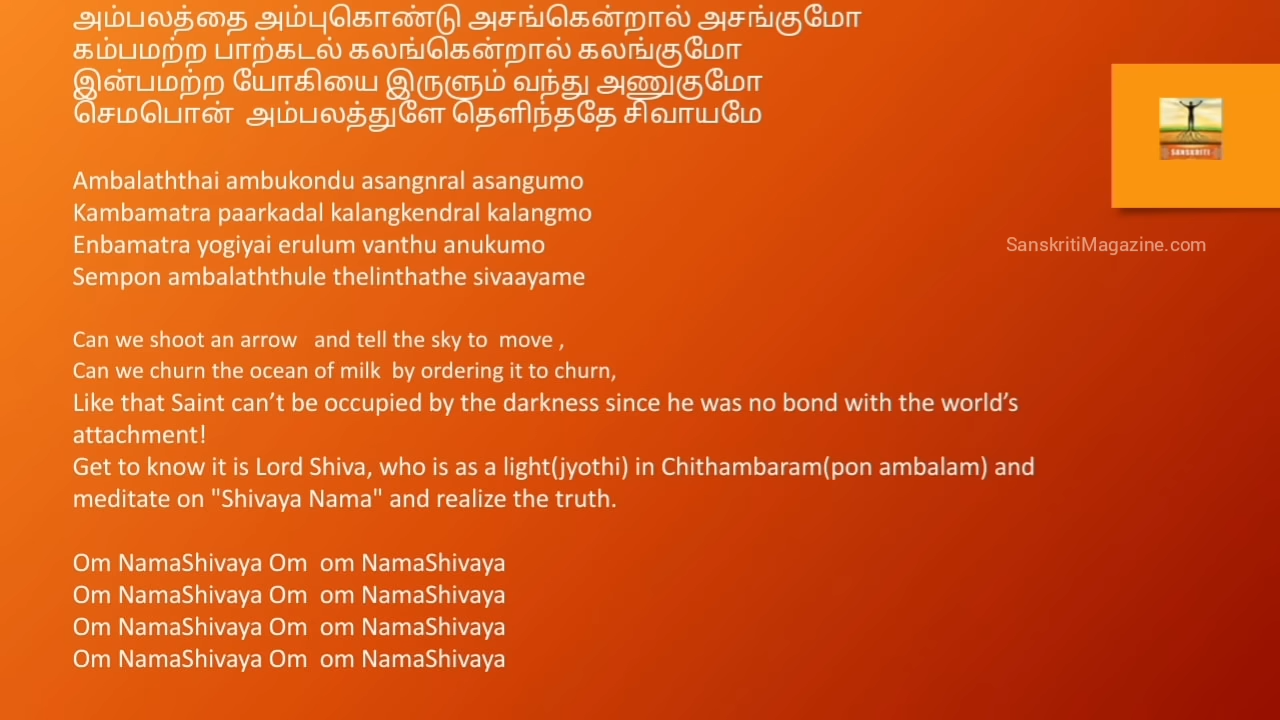 அம்பலத்தை அம்புகொண்டு அசங்கென்றால் அசங்குமோ
கம்பமற்ற பாற்கடல் கலங்கென்றால் கலங்குமோ
இன்பமற்ற யோகியை இருளும் வந்து அணுகுமோ
செமபொன் அம்பலத்துளே தெளிந்ததே சிவாயமே
Ambalaththai ambukondu asangnral asangumo
Kambamatra paarkadal kalangkendral kalangmo
Enbamatra yogiyai erulum vanthu anukumo
Sempon ambalaththule thelinthathe sivaayame
Can we shoot an arrow and tell the sky to move ,
Can we churn the ocean of milk by ordering it to churn,
Like that Saint can’t be occupied by the darkness since he was no bond with the world’s
attachment!
Get to know it is Lord Shiva, who is as a light(jyothi) in Chithambaram(pon ambalam) and
meditate on "Shivaya Nama" and realize the truth.
Om NamaShivaya Om om NamaShivaya
Om NamaShivaya Om om NamaShivaya
Om NamaShivaya Om om NamaShivaya
Om NamaShivaya Om om NamaShivaya
SANSKRITI
SanskritiMagazine.com